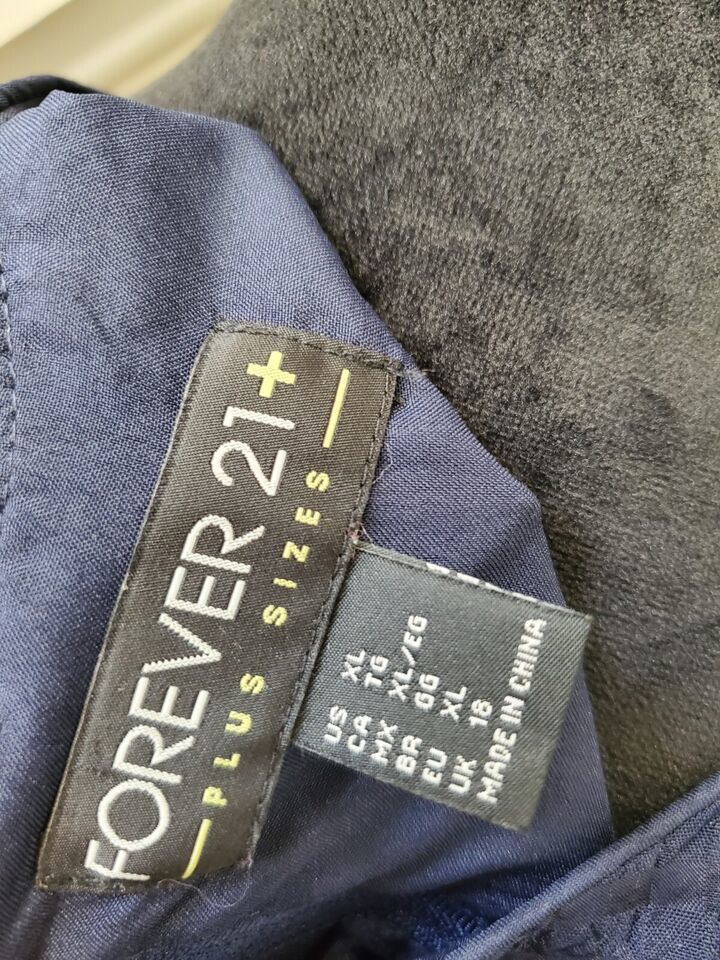 FOREVER 21+
PLUS SIZES
US XL
CA TG
MX XL/EG
BR GG
EU XL
UK 18
MADE IN CHINA